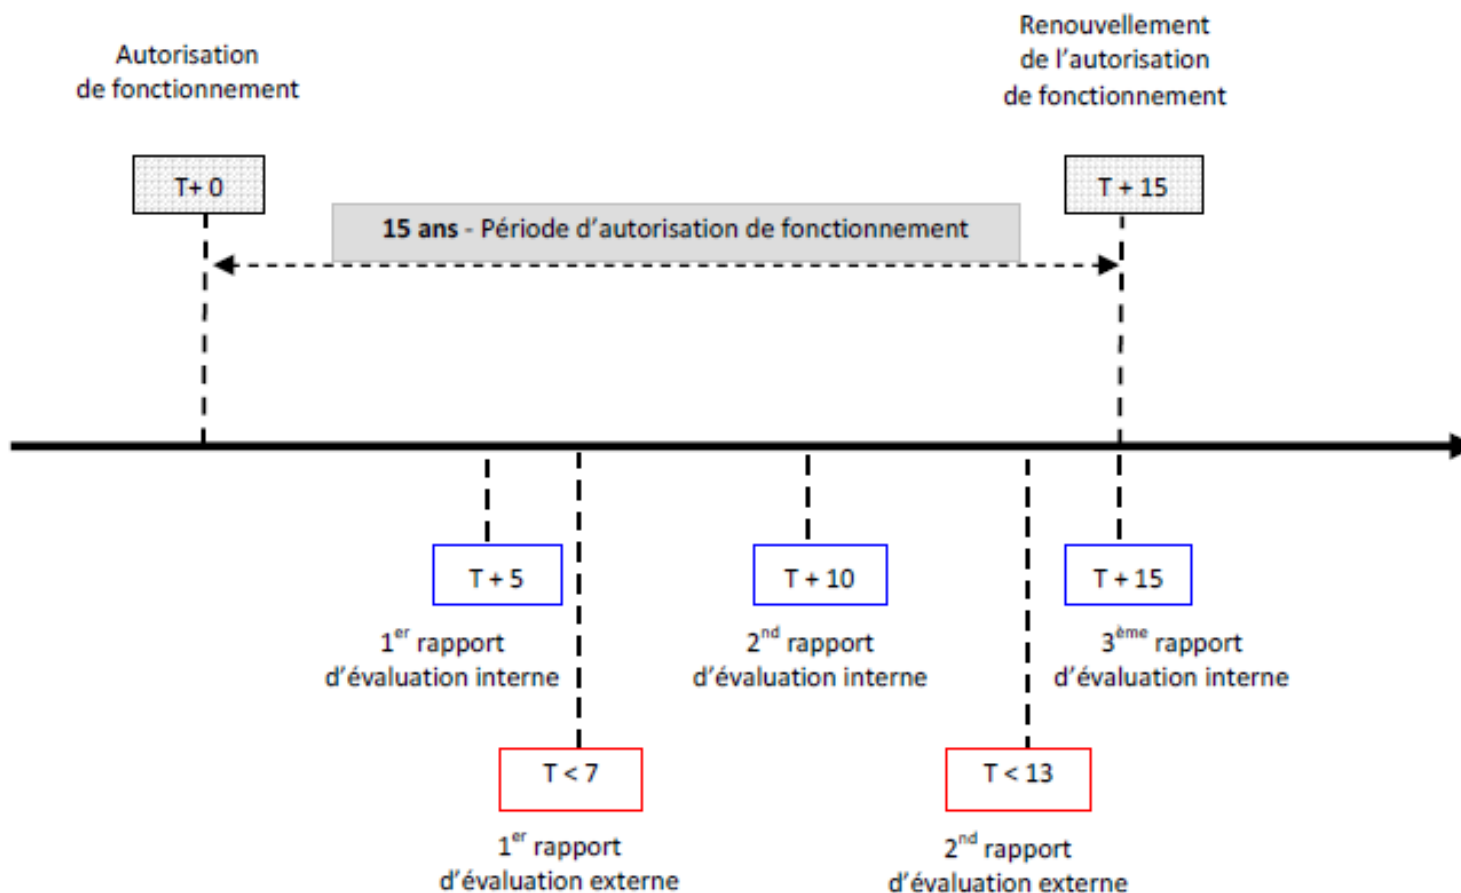 Autorisation
de fonctionnement
Renouvellement
de l'autorisation
de fonctionnement
T+ 0
T + 15
15 ans - Période d'autorisation de fonctionnement
T + 5
T + 10
T + 15
1er rapport
d'évaluation interne
2nd rapport
d'évaluation interne
3ème rapport
d'évaluation interne
T < 7
T < 13
1er rapport
d'évaluation externe
2nd rapport
d'évaluation externe